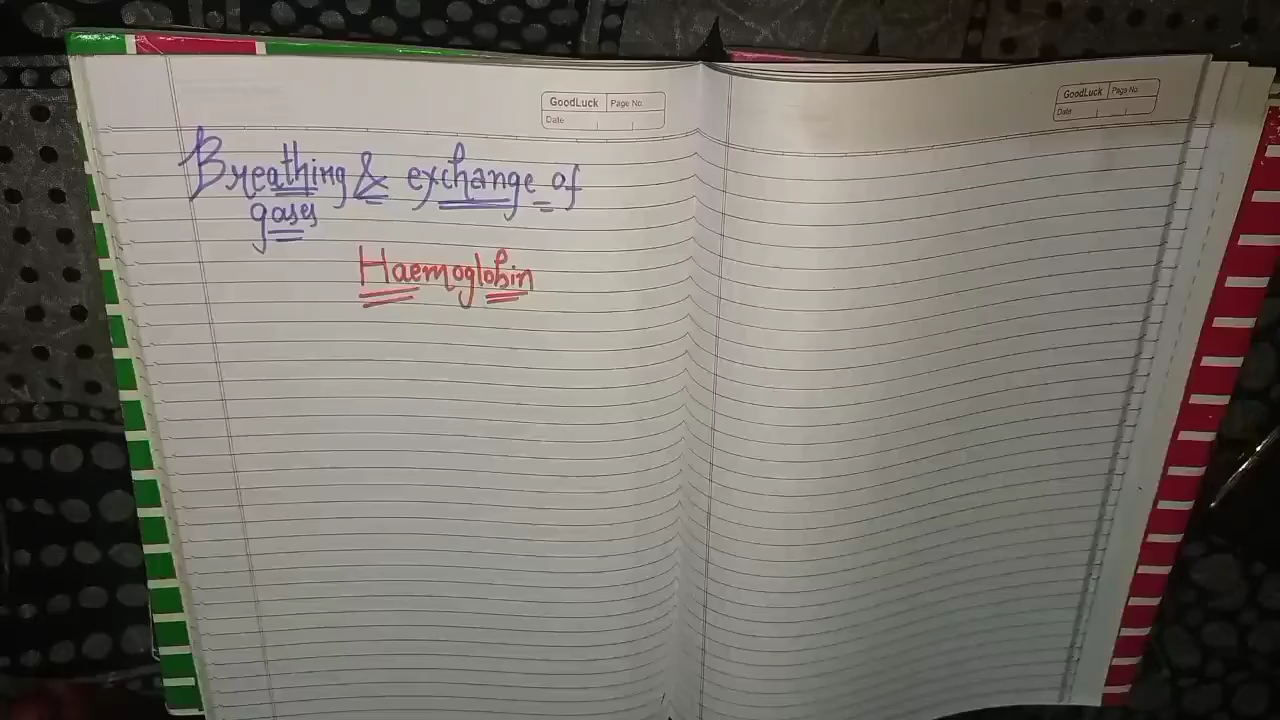 GoodLuck Page No.
Date
GoodLuck Page No.
Date
Breathing & exchange of
gases
Haemoglobin